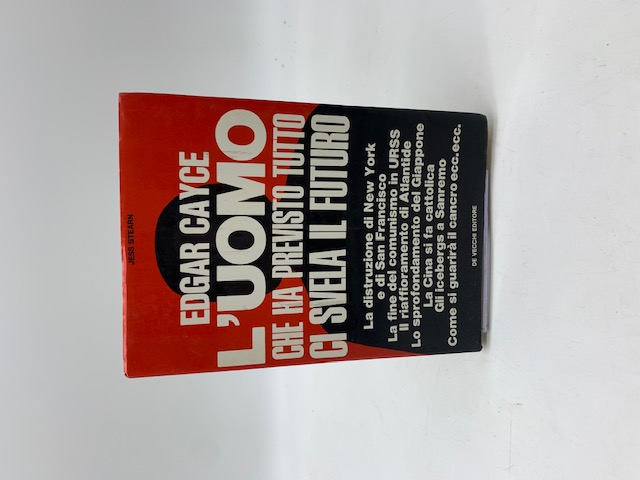 JESS STEARN
EDGAR CAYCE
L'UOMO
CHE HA PREVISTO TUTTO
CI SVELA IL FUTURO
La distruzione di New York
e di San Francisco
La fine del comunismo in URSS
Il riaffioramento di Atlantide
Lo sprofondamento del Giappone
La Cina si fa cattolica
Gli icebergs a Sanremo
Come si guarirà il cancro ecc.ecc.
DE VECCHI EDITORE